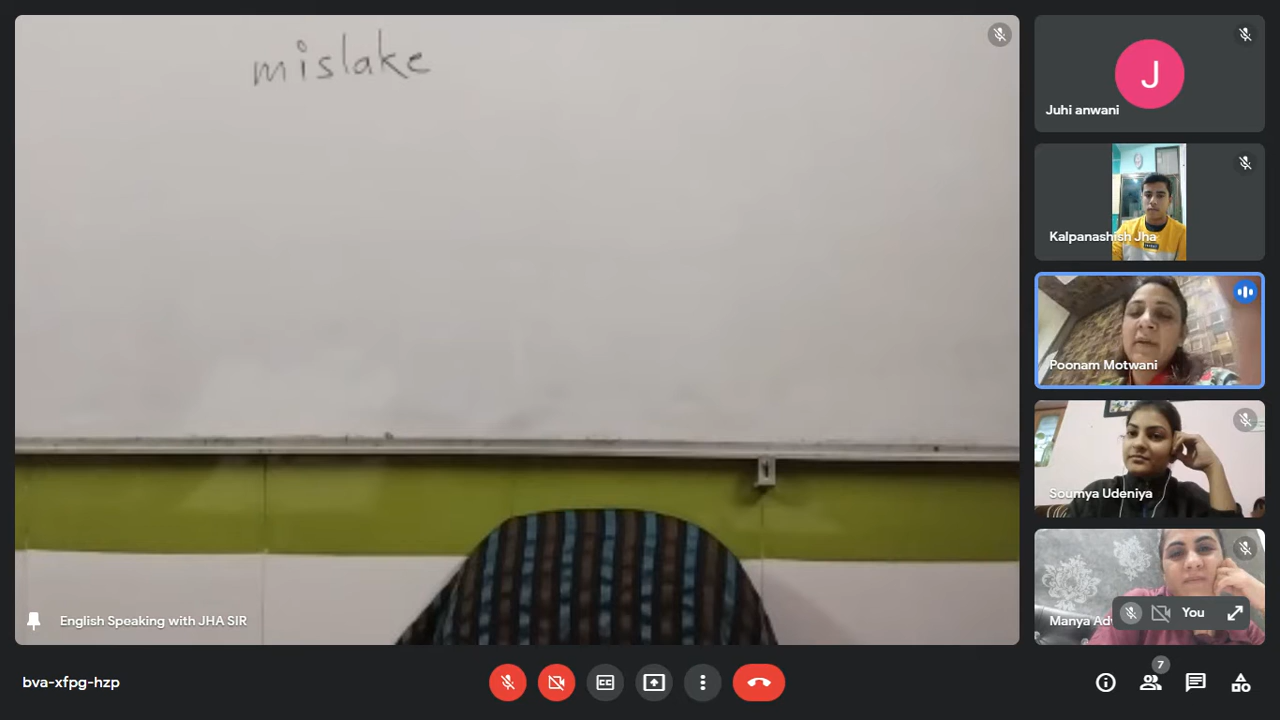 mislake
J
Juhi anwani
Kalpanashish Jha
Poonam Motwani
Soumya Udeniya
You
English Speaking with JHA SIR
bva-xfpg-hzp
CC
7